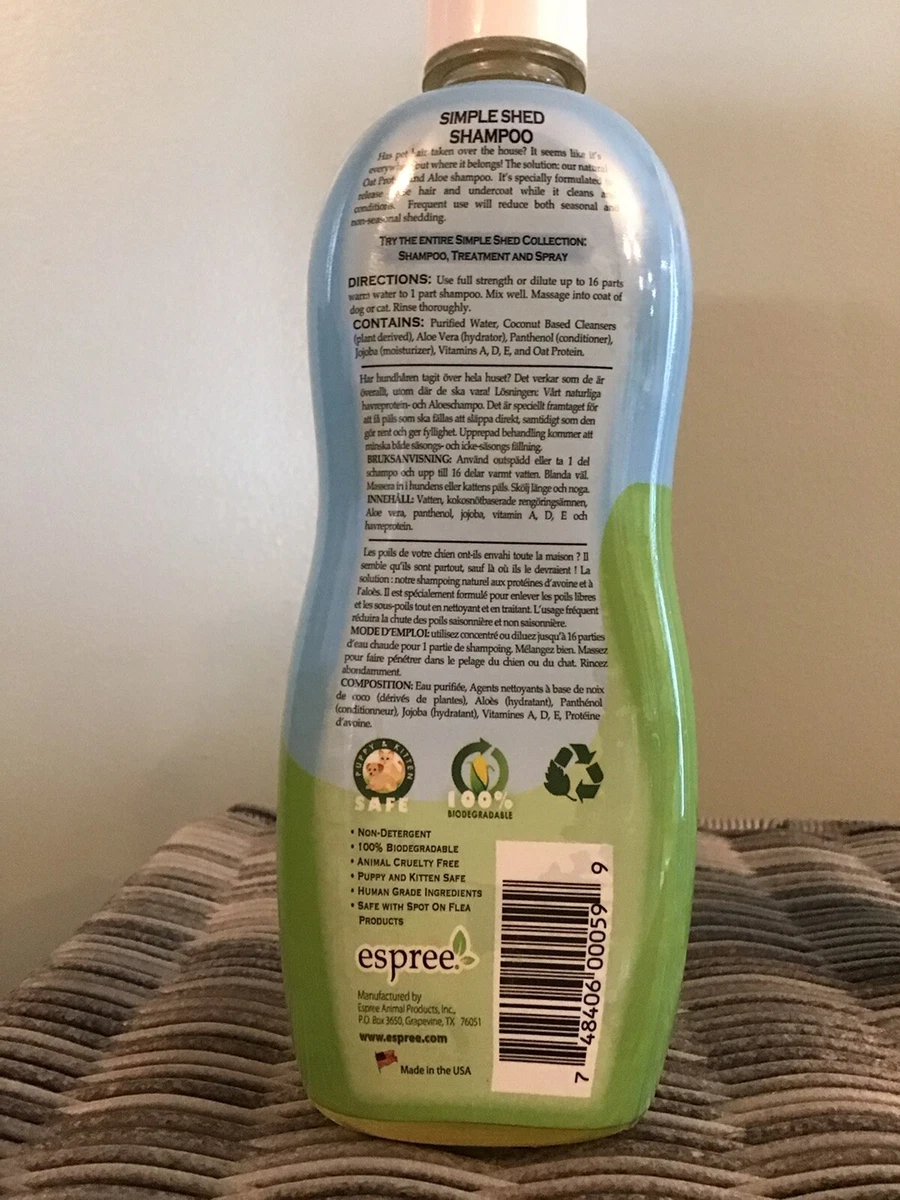 SIMPLE SHED
SHAMPOO
Has pet hair taken over the house? It seems like it's
everywhere but where it belongs! The solution: our natural
Oat Protein and Aloe shampoo. It's specially formulated
release hair and undercoat while it cleans
conditions. Frequent use will reduce both seasonal and
non-seasonal shedding.
TRY THE ENTIRE SIMPLE SHED COLLECTION:
SHAMPOO, TREATMENT AND SPRAY
DIRECTIONS: Use full strength or dilute up to 16 parts
warm water to 1 part shampoo. Mix well. Massage into coat of
dog or cat. Rinse thoroughly.
CONTAINS: Purified Water, Coconut Based Cleansers
(plant derived), Aloe Vera (hydrator), Panthenol (conditioner),
Jojoba (moisturizer), Vitamins A, D, E, and Oat Protein.
Har hundhåren tagit över hela huset? Det verkar som de är
överallt, utom där de ska vara! Lösningen: Vårt naturliga
havreprotein- och Aloeschampo. Det är speciellt framtaget för
att få päls som ska fällas att släppa direkt, samtidigt som den
gör rent och ger fyllighet. Upprepad behandling kommer att
minska både säsongs- och icke-säsongs fällning.
BRUKSANVISNING: Använd outspädd eller ta 1 del
schampo och upp till 16 delar varmt vatten. Blanda väl.
Massera in i hundens eller kattens päls. Skölj länge och noga.
INNEHÅLL: Vatten, kokosnötbaserade rengöringsämnen,
Aloe vera, panthenol, jojoba, vitamin A, D, E och
havreprotein.
Les poils de votre chien ont-ils envahi toute la maison ? Il
semble qu'ils sont partout, sauf là où ils le devraient ! La
solution : notre shampoing naturel aux protéines d'avoine et à
l'aloès. Il est spécialement formulé pour enlever les poils libres
et les sous-poils tout en nettoyant et en traitant. L'usage fréquent
réduira la chute des poils saisonnière et non saisonnière.
MODE D'EMPLOI: utilisez concentré ou diluez jusqu'à 16 parties
d'eau chaude pour 1 partie de shampoing. Mélangez bien. Massez
pour faire pénétrer dans le pelage du chien ou du chat. Rincez
abondamment.
COMPOSITION: Eau purifiée, Agents nettoyants à base de noix
de coco (dérivés de plantes), Aloès (hydratant), Panthénol
(conditionneur), Jojoba (hydratant), Vitamines A, D, E, Protéine
d'avoine.
PUPPY & KITTEN
SAFE
100%
BIODEGRADABLE
• NON-DETERGENT
• 100% BIODEGRADABLE
• ANIMAL CRUELTY FREE
• PUPPY AND KITTEN SAFE
• HUMAN GRADE INGREDIENTS
• SAFE WITH SPOT ON FLEA
PRODUCTS
espree
Manufactured by
Espree Animal Products, Inc.,
P.O. Box 3650, Grapevine, TX 76051
www.espree.com
Made in the USA
7 48406 00059 9